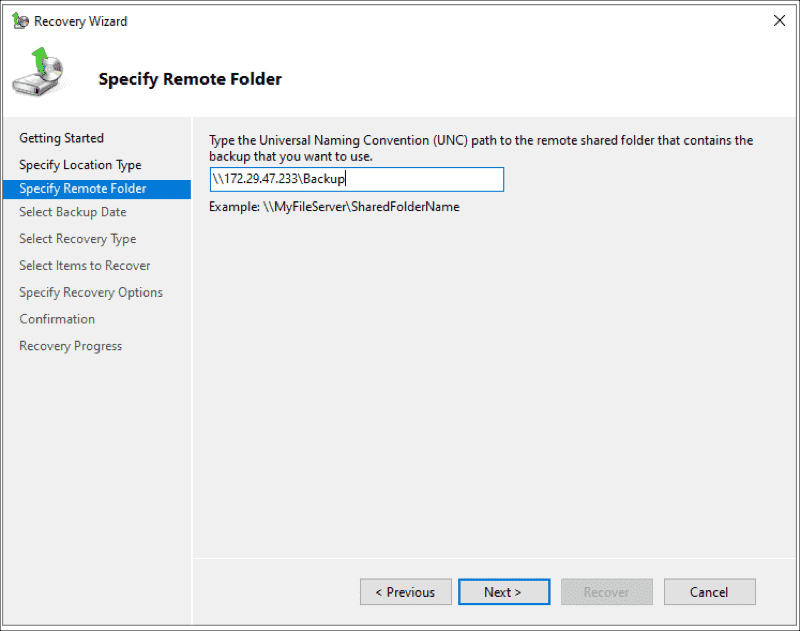 Recovery Wizard
Specify Remote Folder
Getting Started
Specify Location Type
Specify Remote Folder
Select Backup Date
Select Recovery Type
Select Items to Recover
Specify Recovery Options
Confirmation
Recovery Progress
Type the Universal Naming Convention (UNC) path to the remote shared folder that contains the
backup that you want to use.
\\172.29.47.233\Backup
Example: \\MyFileServer\SharedFolderName
< Previous
Next >
Recover
Cancel